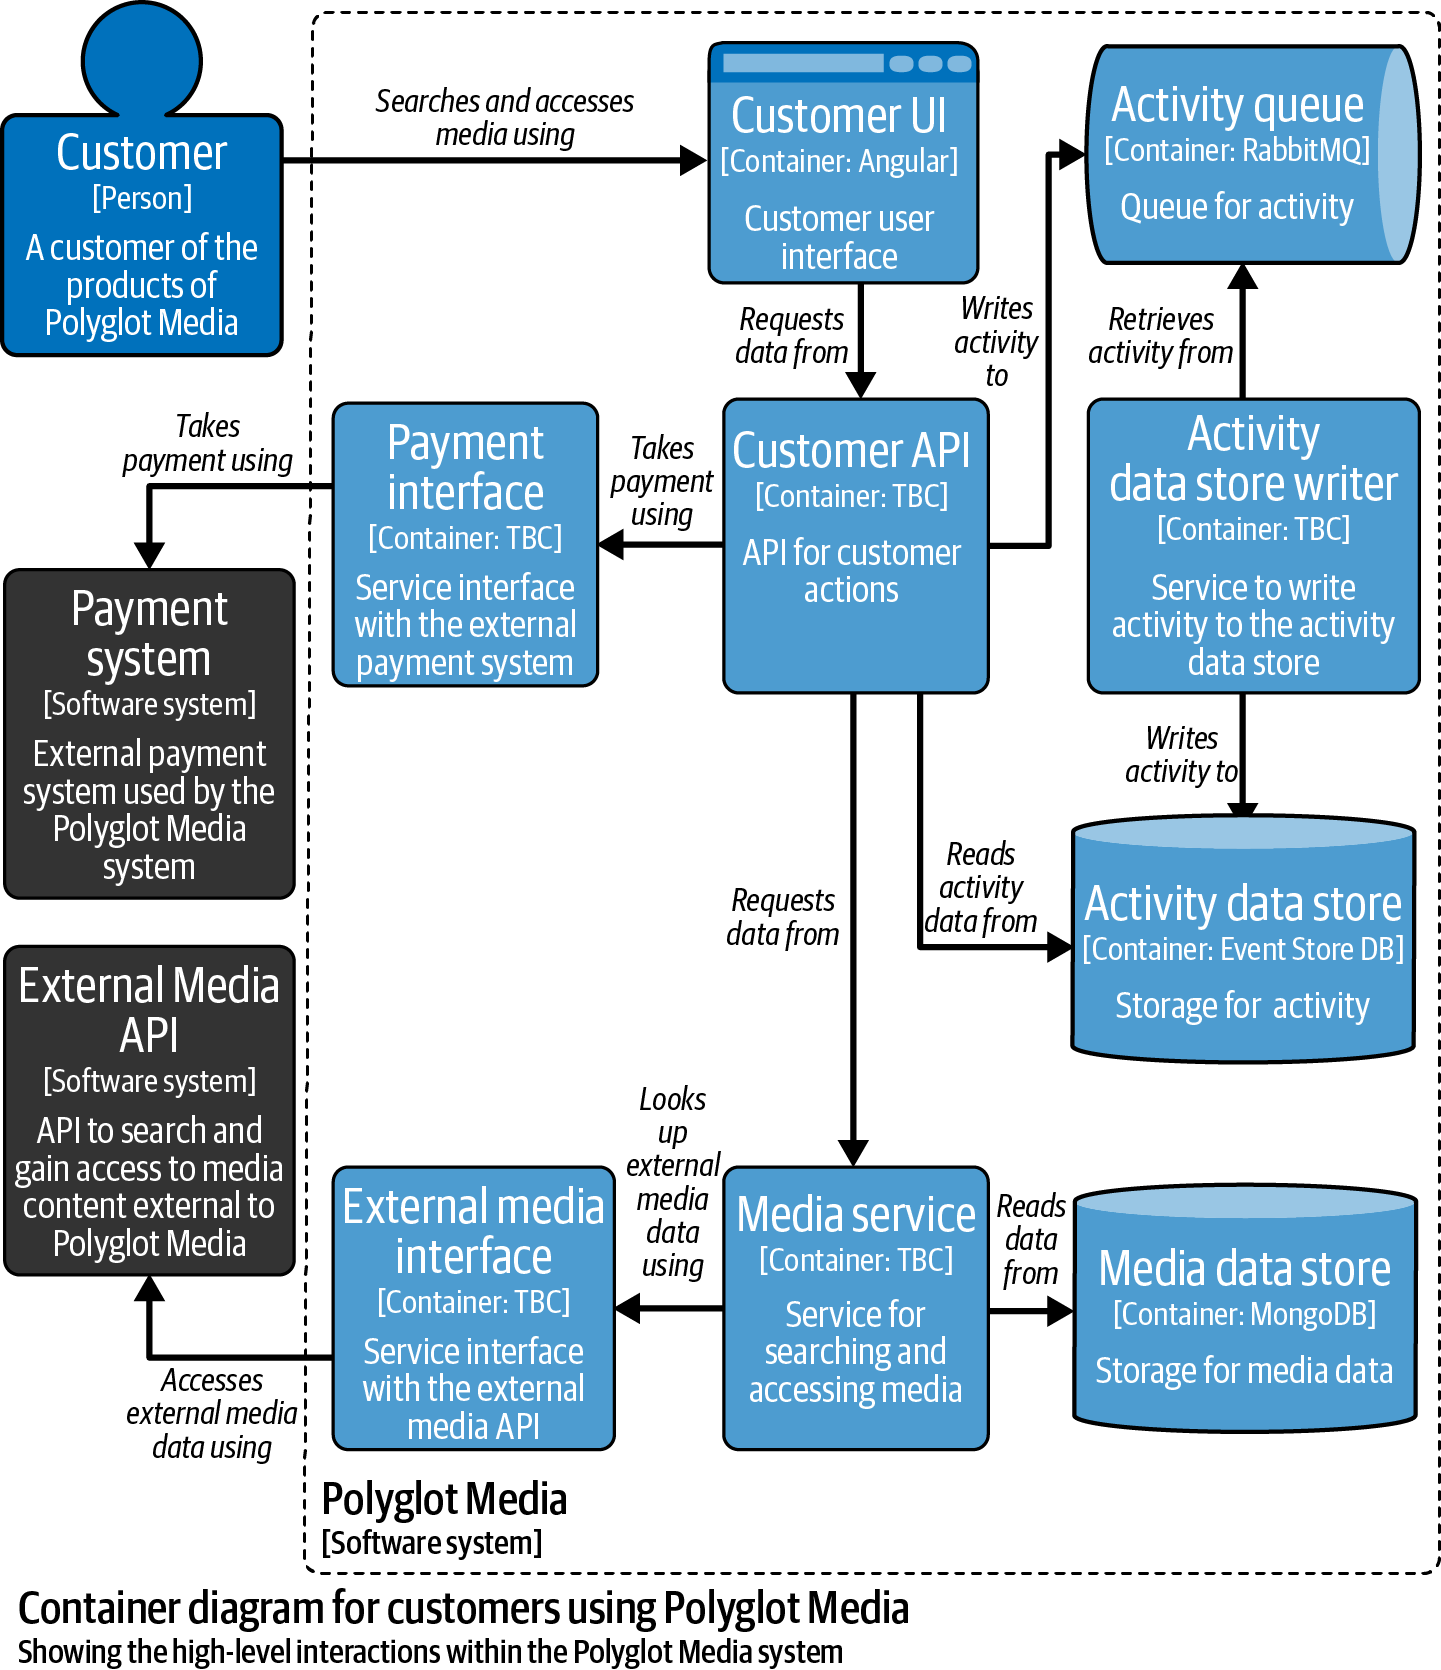 Customer
[Person]
A customer of the
products of
Polyglot Media
Searches and accesses
media using
Customer UI
[Container: Angular]
Customer user
interface
Activity queue
[Container: RabbitMQ]
Queue for activity
Requests
data from
Writes
activity
to
Retrieves
activity from
Takes
payment using
Payment
interface
[Container: TBC]
Service interface
with the external
payment system
Takes
payment
using
Customer API
[Container: TBC]
API for customer
actions
Activity
data store writer
[Container: TBC]
Service to write
activity to the activity
data store
Payment
system
[Software system]
External payment
system used by the
Polyglot Media
system
Writes
activity to
Requests
data from
Reads
activity
data from
Activity data store
[Container: Event Store DB]
Storage for activity
External Media
API
[Software system]
API to search and
gain access to media
content external to
Polyglot Media
Looks
up
external
media
data
using
External media
interface
[Container: TBC]
Service interface
with the external
media API
Media service
[Container: TBC]
Service for
searching and
accessing media
Reads
data
from
Media data store
[Container: MongoDB]
Storage for media data
Accesses
external media
data using
Polyglot Media
[Software system]
Container diagram for customers using Polyglot Media
Showing the high-level interactions within the Polyglot Media system